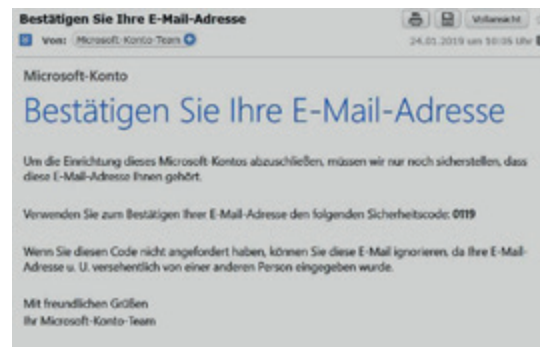 Bestätigen Sie Ihre E-Mail-Adresse
Vollansicht
Von: Microsoft-Konto-Team
24.01.2019 um 10:05 Uhr
Microsoft-Konto
Bestätigen Sie Ihre E-Mail-Adresse
Um die Einrichtung dieses Microsoft-Kontos abzuschließen, müssen wir nur noch sicherstellen, dass
diese E-Mail-Adresse Ihnen gehört.
Verwenden Sie zum Bestätigen Ihrer E-Mail-Adresse den folgenden Sicherheitscode: 0119
Wenn Sie diesen Code nicht angefordert haben, können Sie diese E-Mail ignorieren, da Ihre E-Mail-
Adresse u. U. versehentlich von einer anderen Person eingegeben wurde.
Mit freundlichen Grüßen
Ihr Microsoft-Konto-Team